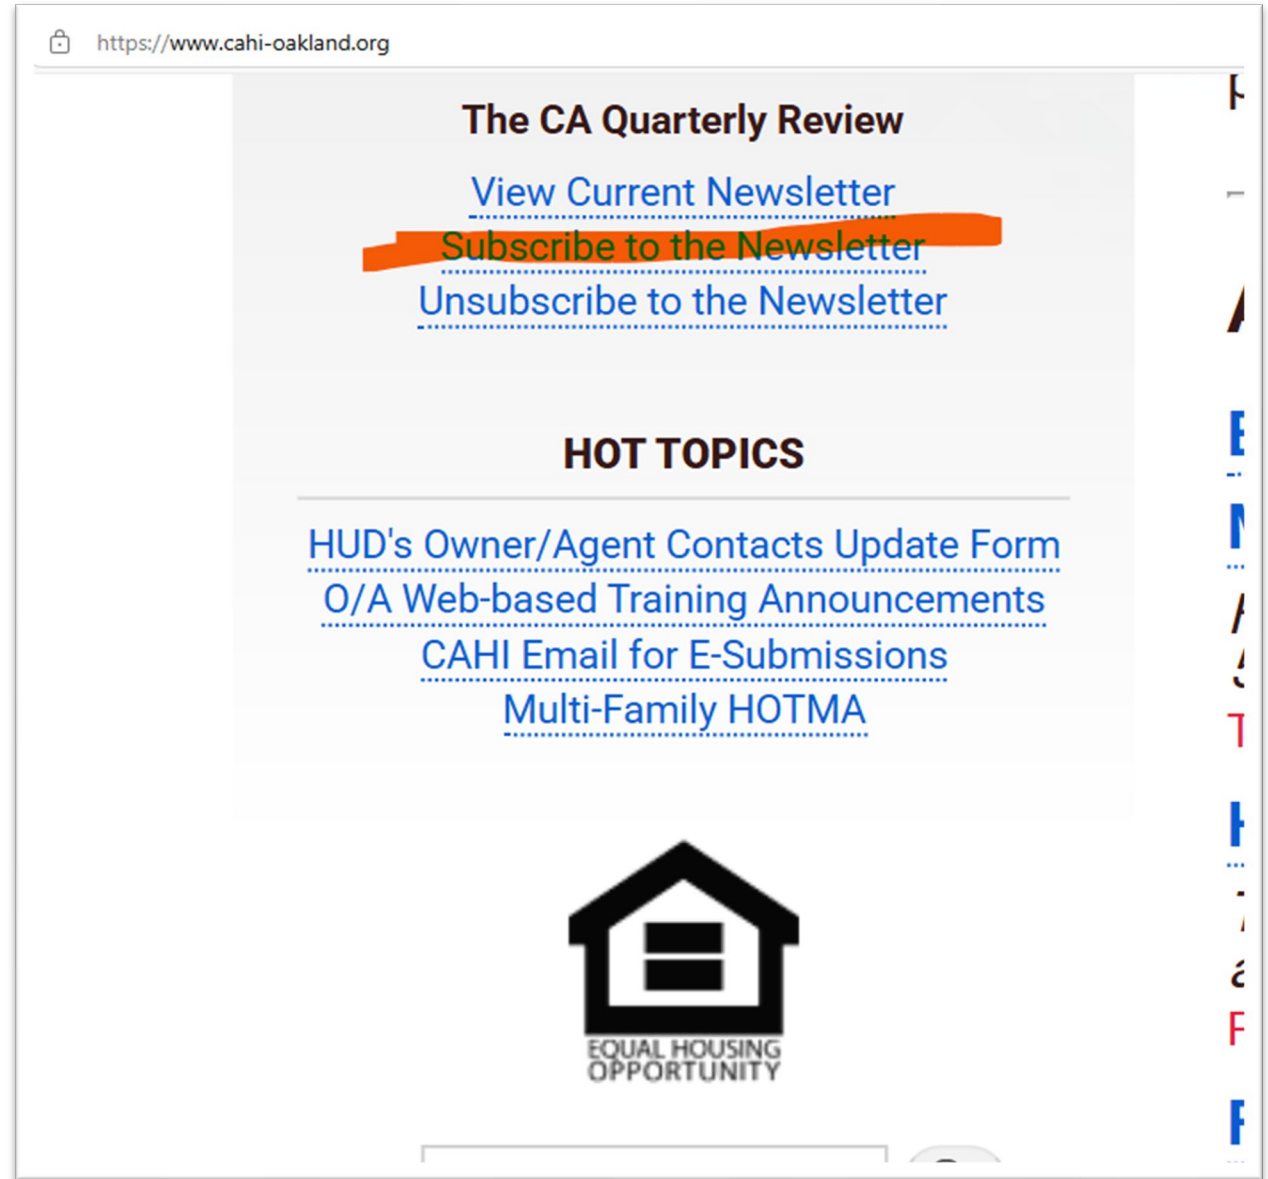 https://www.cahi-oakland.org
The CA Quarterly Review
View Current Newsletter
Subscribe to the Newsletter
Unsubscribe to the Newsletter
HOT TOPICS
HUD's Owner/Agent Contacts Update Form
O/A Web-based Training Announcements
CAHI Email for E-Submissions
Multi-Family HOTMA
EQUAL HOUSING
OPPORTUNITY